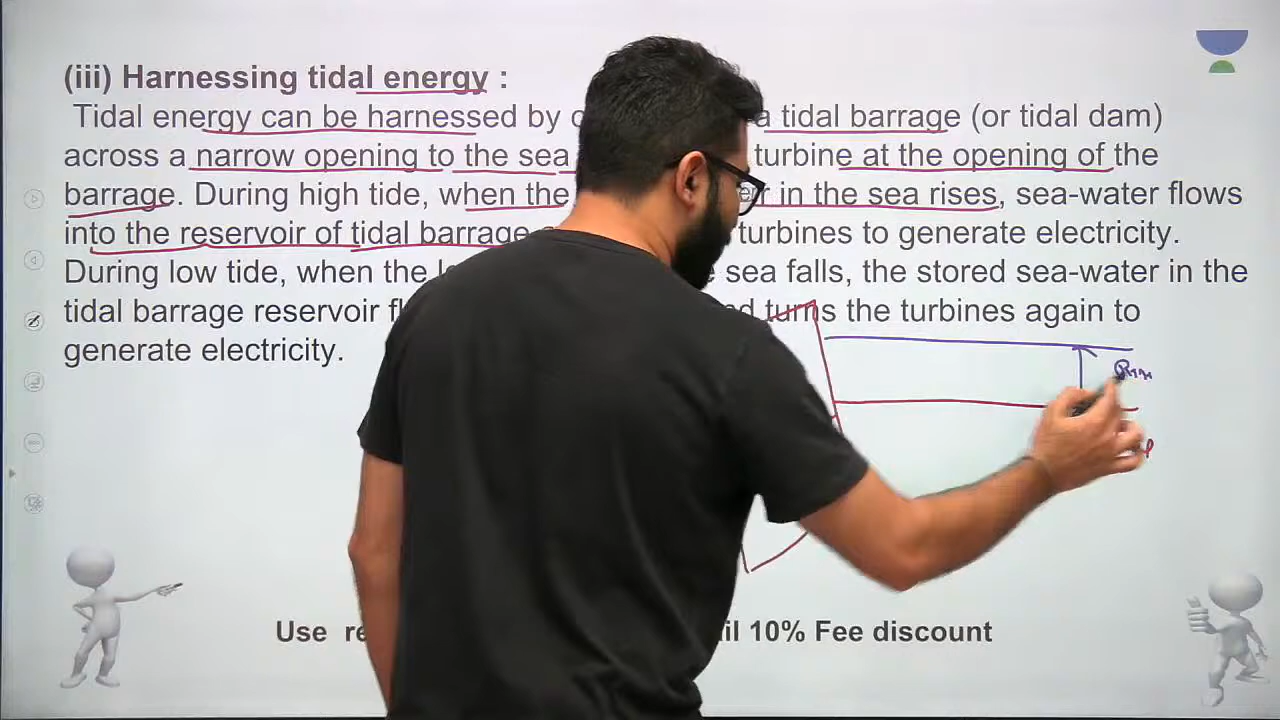 (iii) Harnessing tidal energy :
Tidal energy can be harnessed by a tidal barrage (or tidal dam)
across a narrow opening to the sea turbine at the opening of the
barrage. During high tide, when the in the sea rises, sea-water flows
into the reservoir of tidal barrage turbines to generate electricity.
During low tide, when the sea falls, the stored sea-water in the
tidal barrage reservoir turns the turbines again to
generate electricity.
Use 10% Fee discount